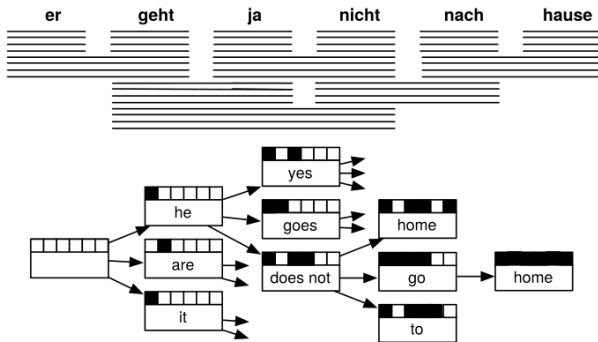 er geht ja nicht nach hause
yes
he
goes home
are does not go home
it
to